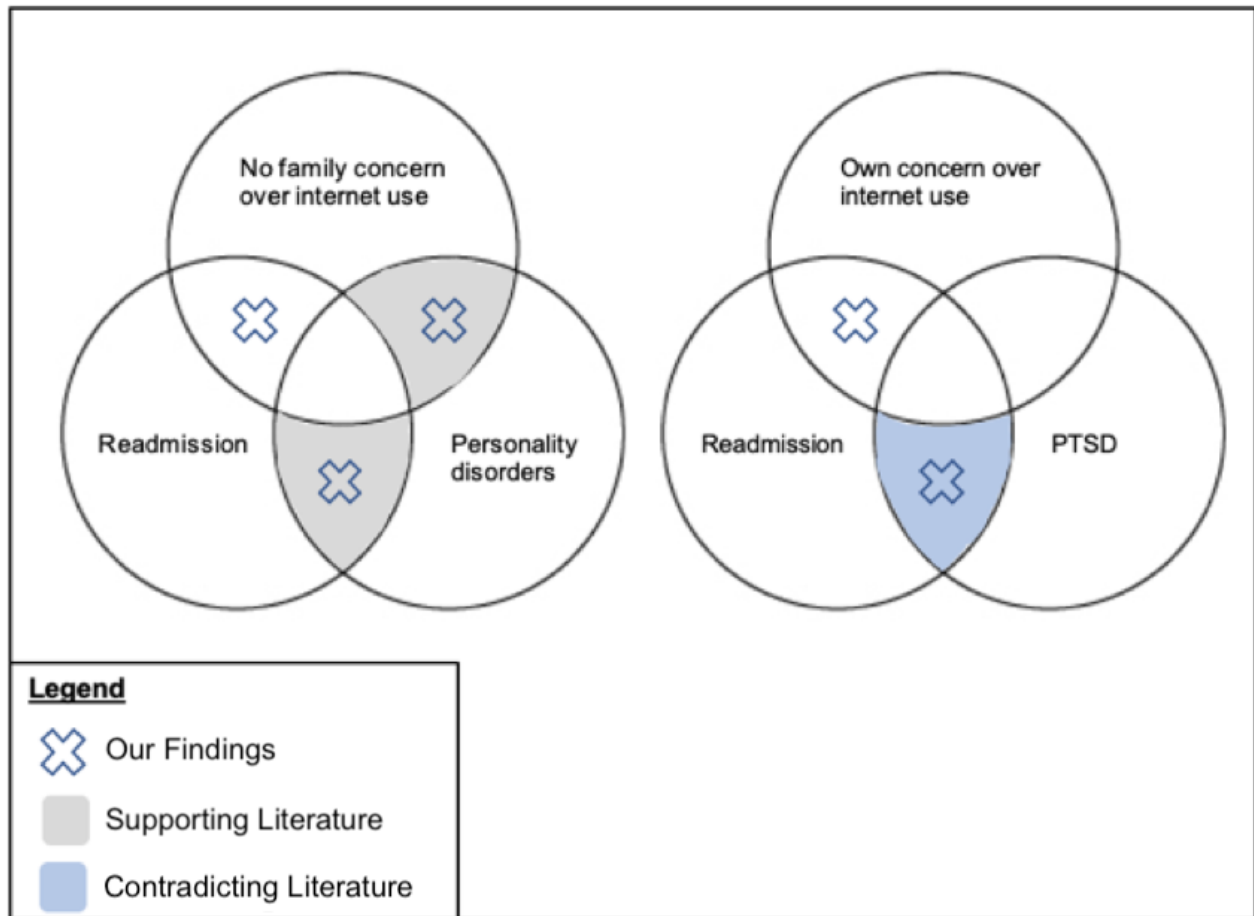 No family concern
over internet use
Readmission
Personality
disorders
Own concern over
internet use
Readmission
PTSD
Legend
Our Findings
Supporting Literature
Contradicting Literature